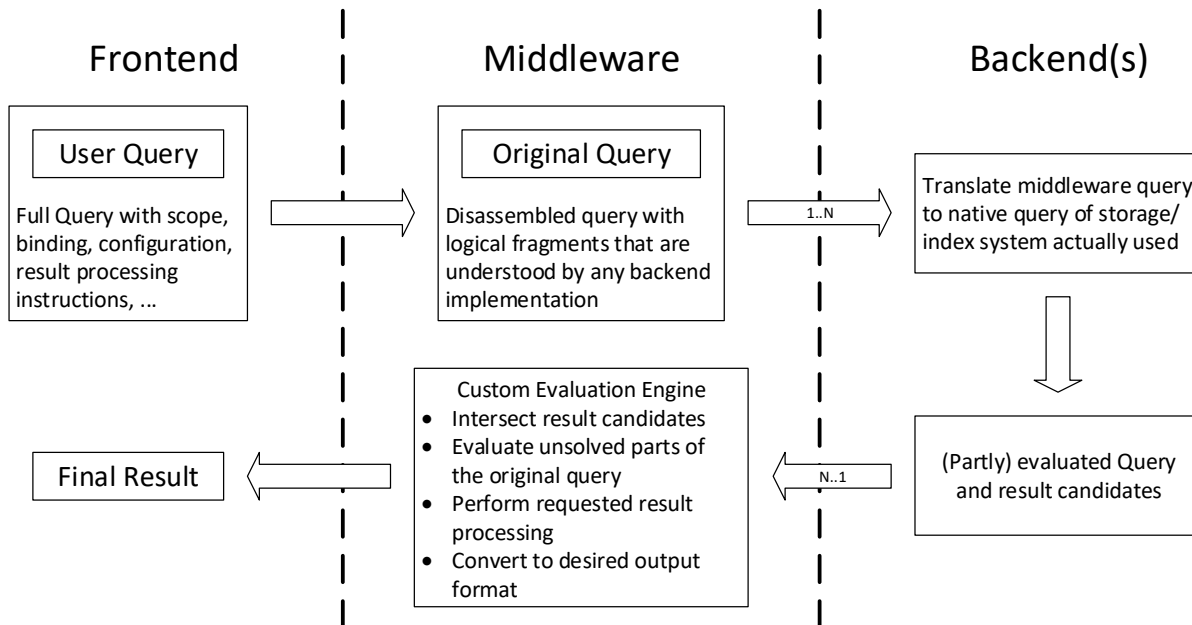 Frontend
Middleware
Backend(s)
User Query
Full Query with scope,
binding, configuration,
result processing
instructions, ...
Original Query
Disassembled query with
logical fragments that are
understood by any backend
implementation
1..N
Translate middleware query
to native query of storage/
index system actually used
(Partly) evaluated Query
and result candidates
N..1
Custom Evaluation Engine
• Intersect result candidates
• Evaluate unsolved parts of
the original query
• Perform requested result
processing
• Convert to desired output
format
Final Result